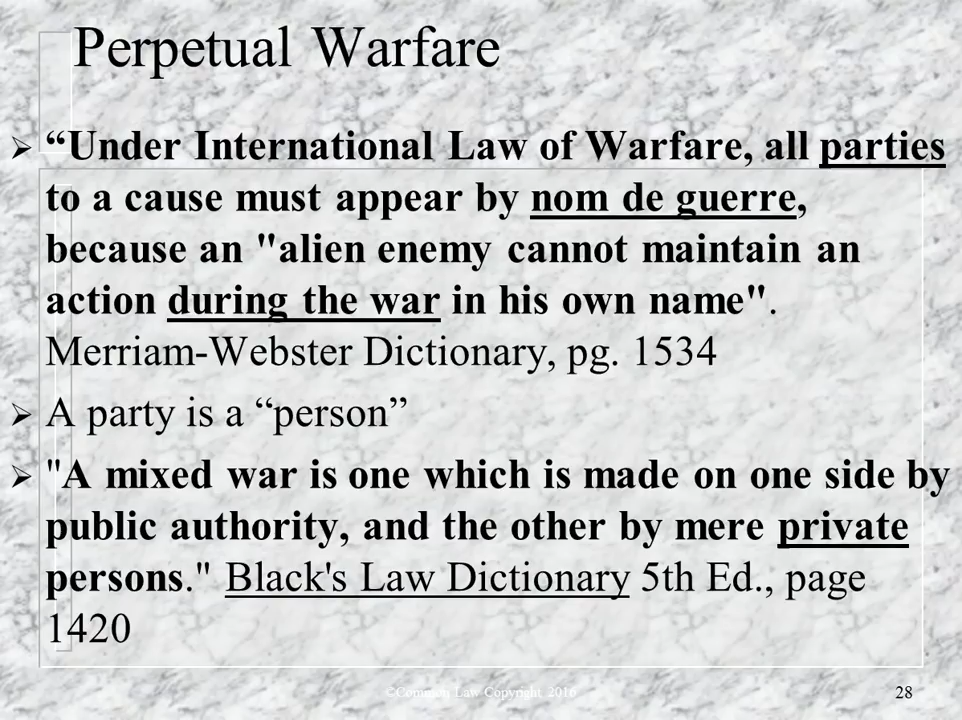 Perpetual Warfare
➢ “Under International Law of Warfare, all parties
to a cause must appear by nom de guerre,
because an "alien enemy cannot maintain an
action during the war in his own name".
Merriam-Webster Dictionary, pg. 1534
➢ A party is a “person”
➢ "A mixed war is one which is made on one side by
public authority, and the other by mere private
persons." Black's Law Dictionary 5th Ed., page
1420
©Common Law Copyright 2016
28